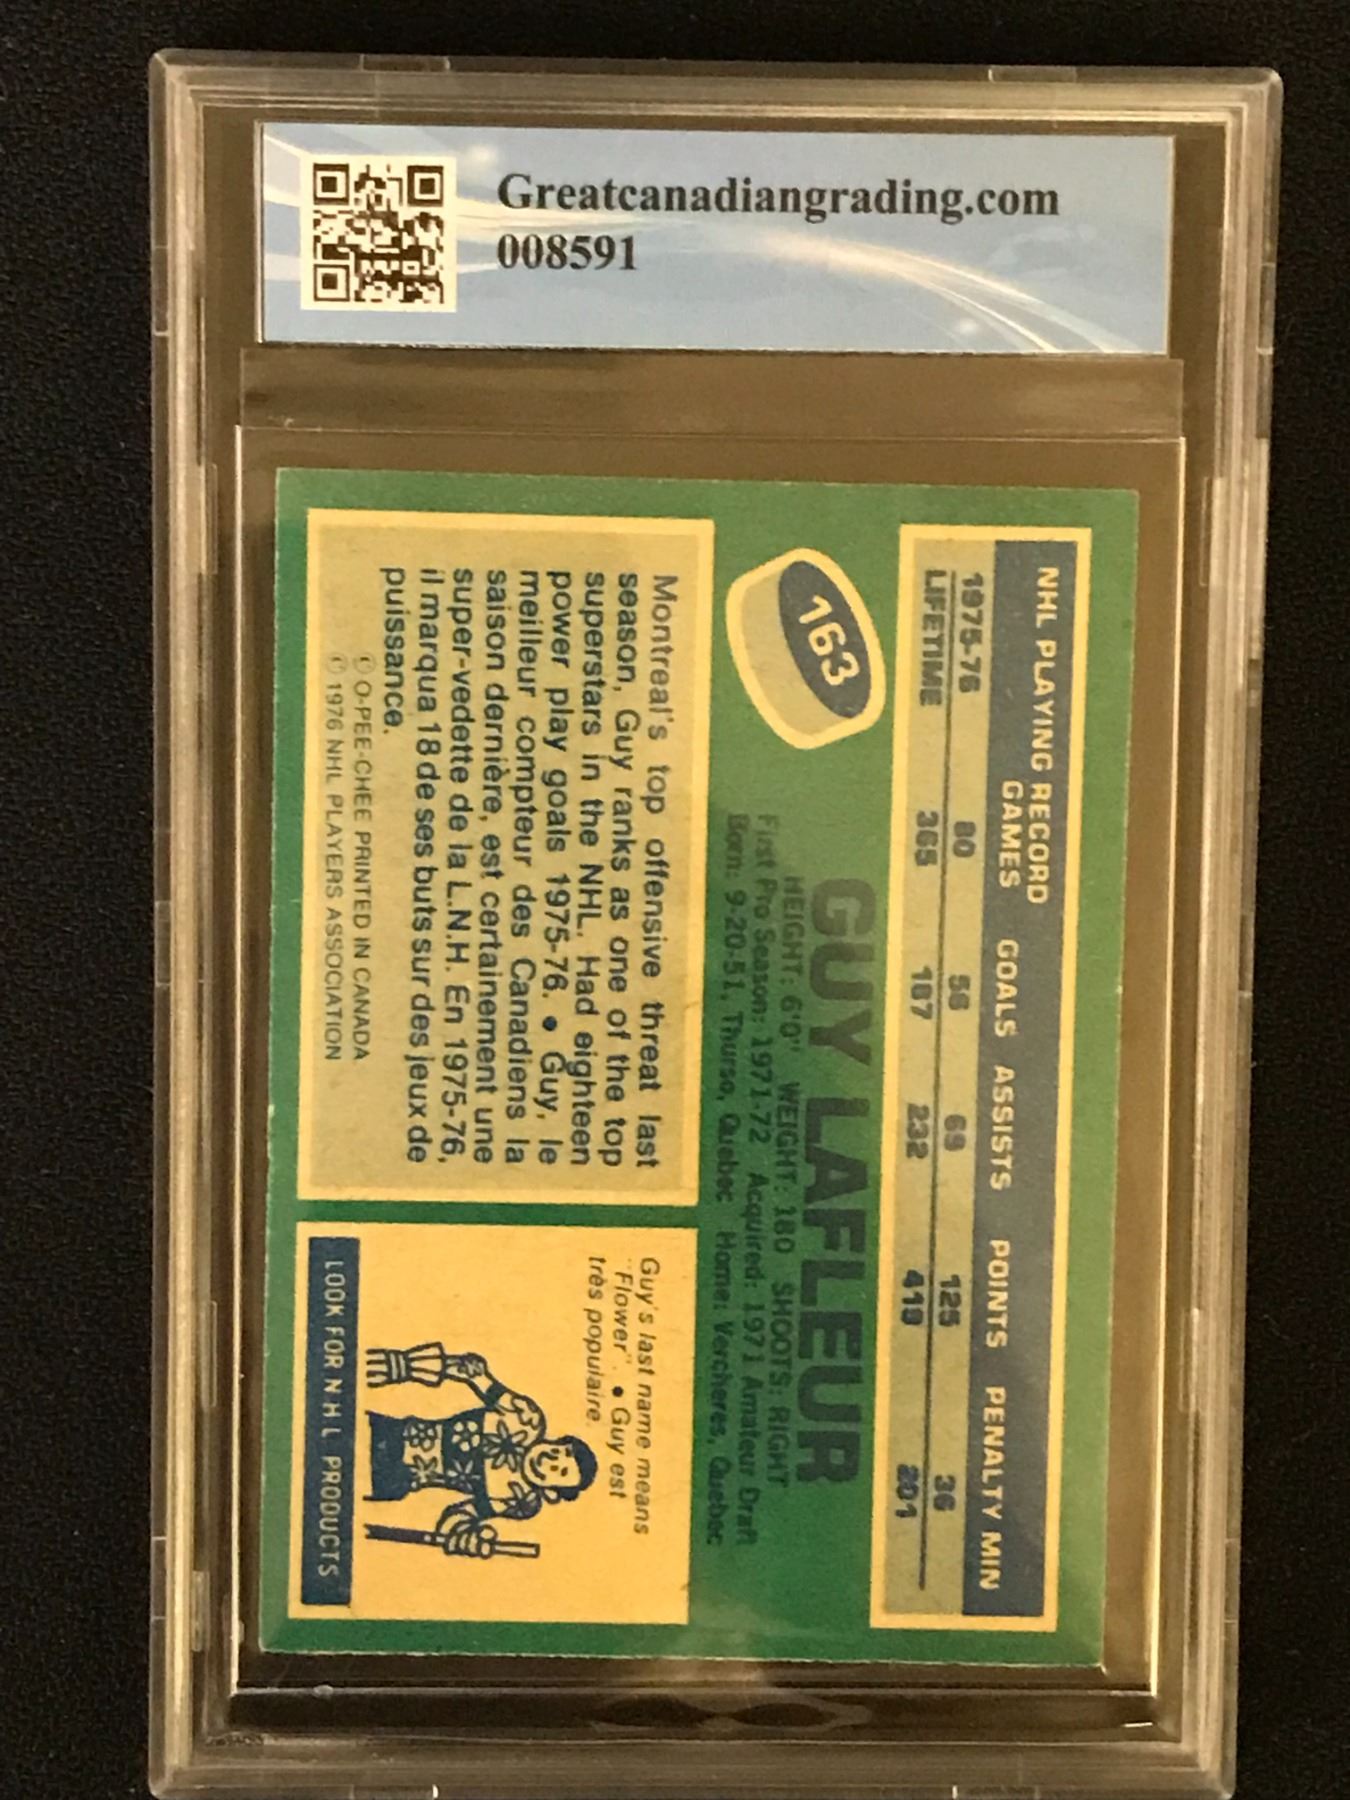 Greatcanadiangrading.com
008591
NHL PLAYING RECORD
GAMES GOALS ASSISTS POINTS PENALTY MIN
1975-76 80 56 69 125 36
LIFETIME 365 187 232 419 201
163
GUY LAFLEUR
HEIGHT: 6'0" WEIGHT: 180 SHOOTS: RIGHT
First Pro Season: 1971-72 Acquired: 1971 Amateur Draft
Born: 9-20-51, Thurso, Quebec Home: Vercheres, Quebec
Montreal's top offensive threat last
season, Guy ranks as one of the top
superstars in the NHL. Had eighteen
power play goals 1975-76. • Guy, le
meilleur compteur des Canadiens la
saison dernière, est certainement une
super-vedette de la L.N.H. En 1975-76,
il marqua 18 de ses buts sur des jeux de
puissance.
© O-PEE-CHEE PRINTED IN CANADA
© 1976 NHL PLAYERS ASSOCIATION
Guy's last name means
"Flower". • Guy est
très populaire.
LOOK FOR N H L PRODUCTS